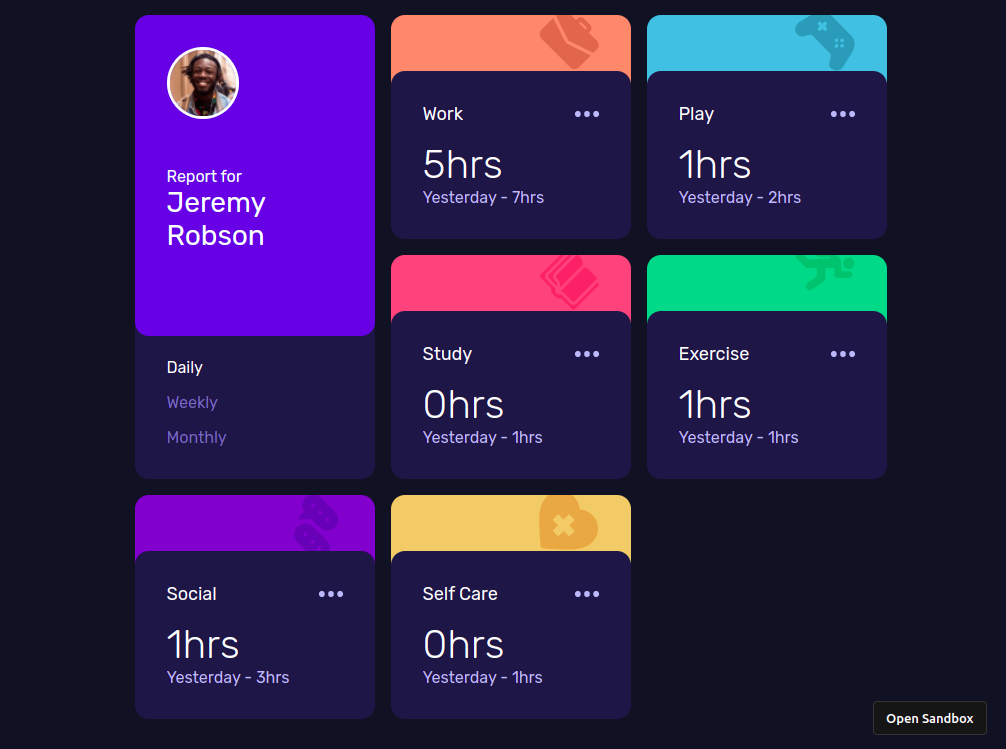 Report for
Jeremy
Robson
Daily
Weekly
Monthly
Work
5hrs
Yesterday - 7hrs
Play
1hrs
Yesterday - 2hrs
Study
0hrs
Yesterday - 1hrs
Exercise
1hrs
Yesterday - 1hrs
Social
1hrs
Yesterday - 3hrs
Self Care
0hrs
Yesterday - 1hrs
Open Sandbox